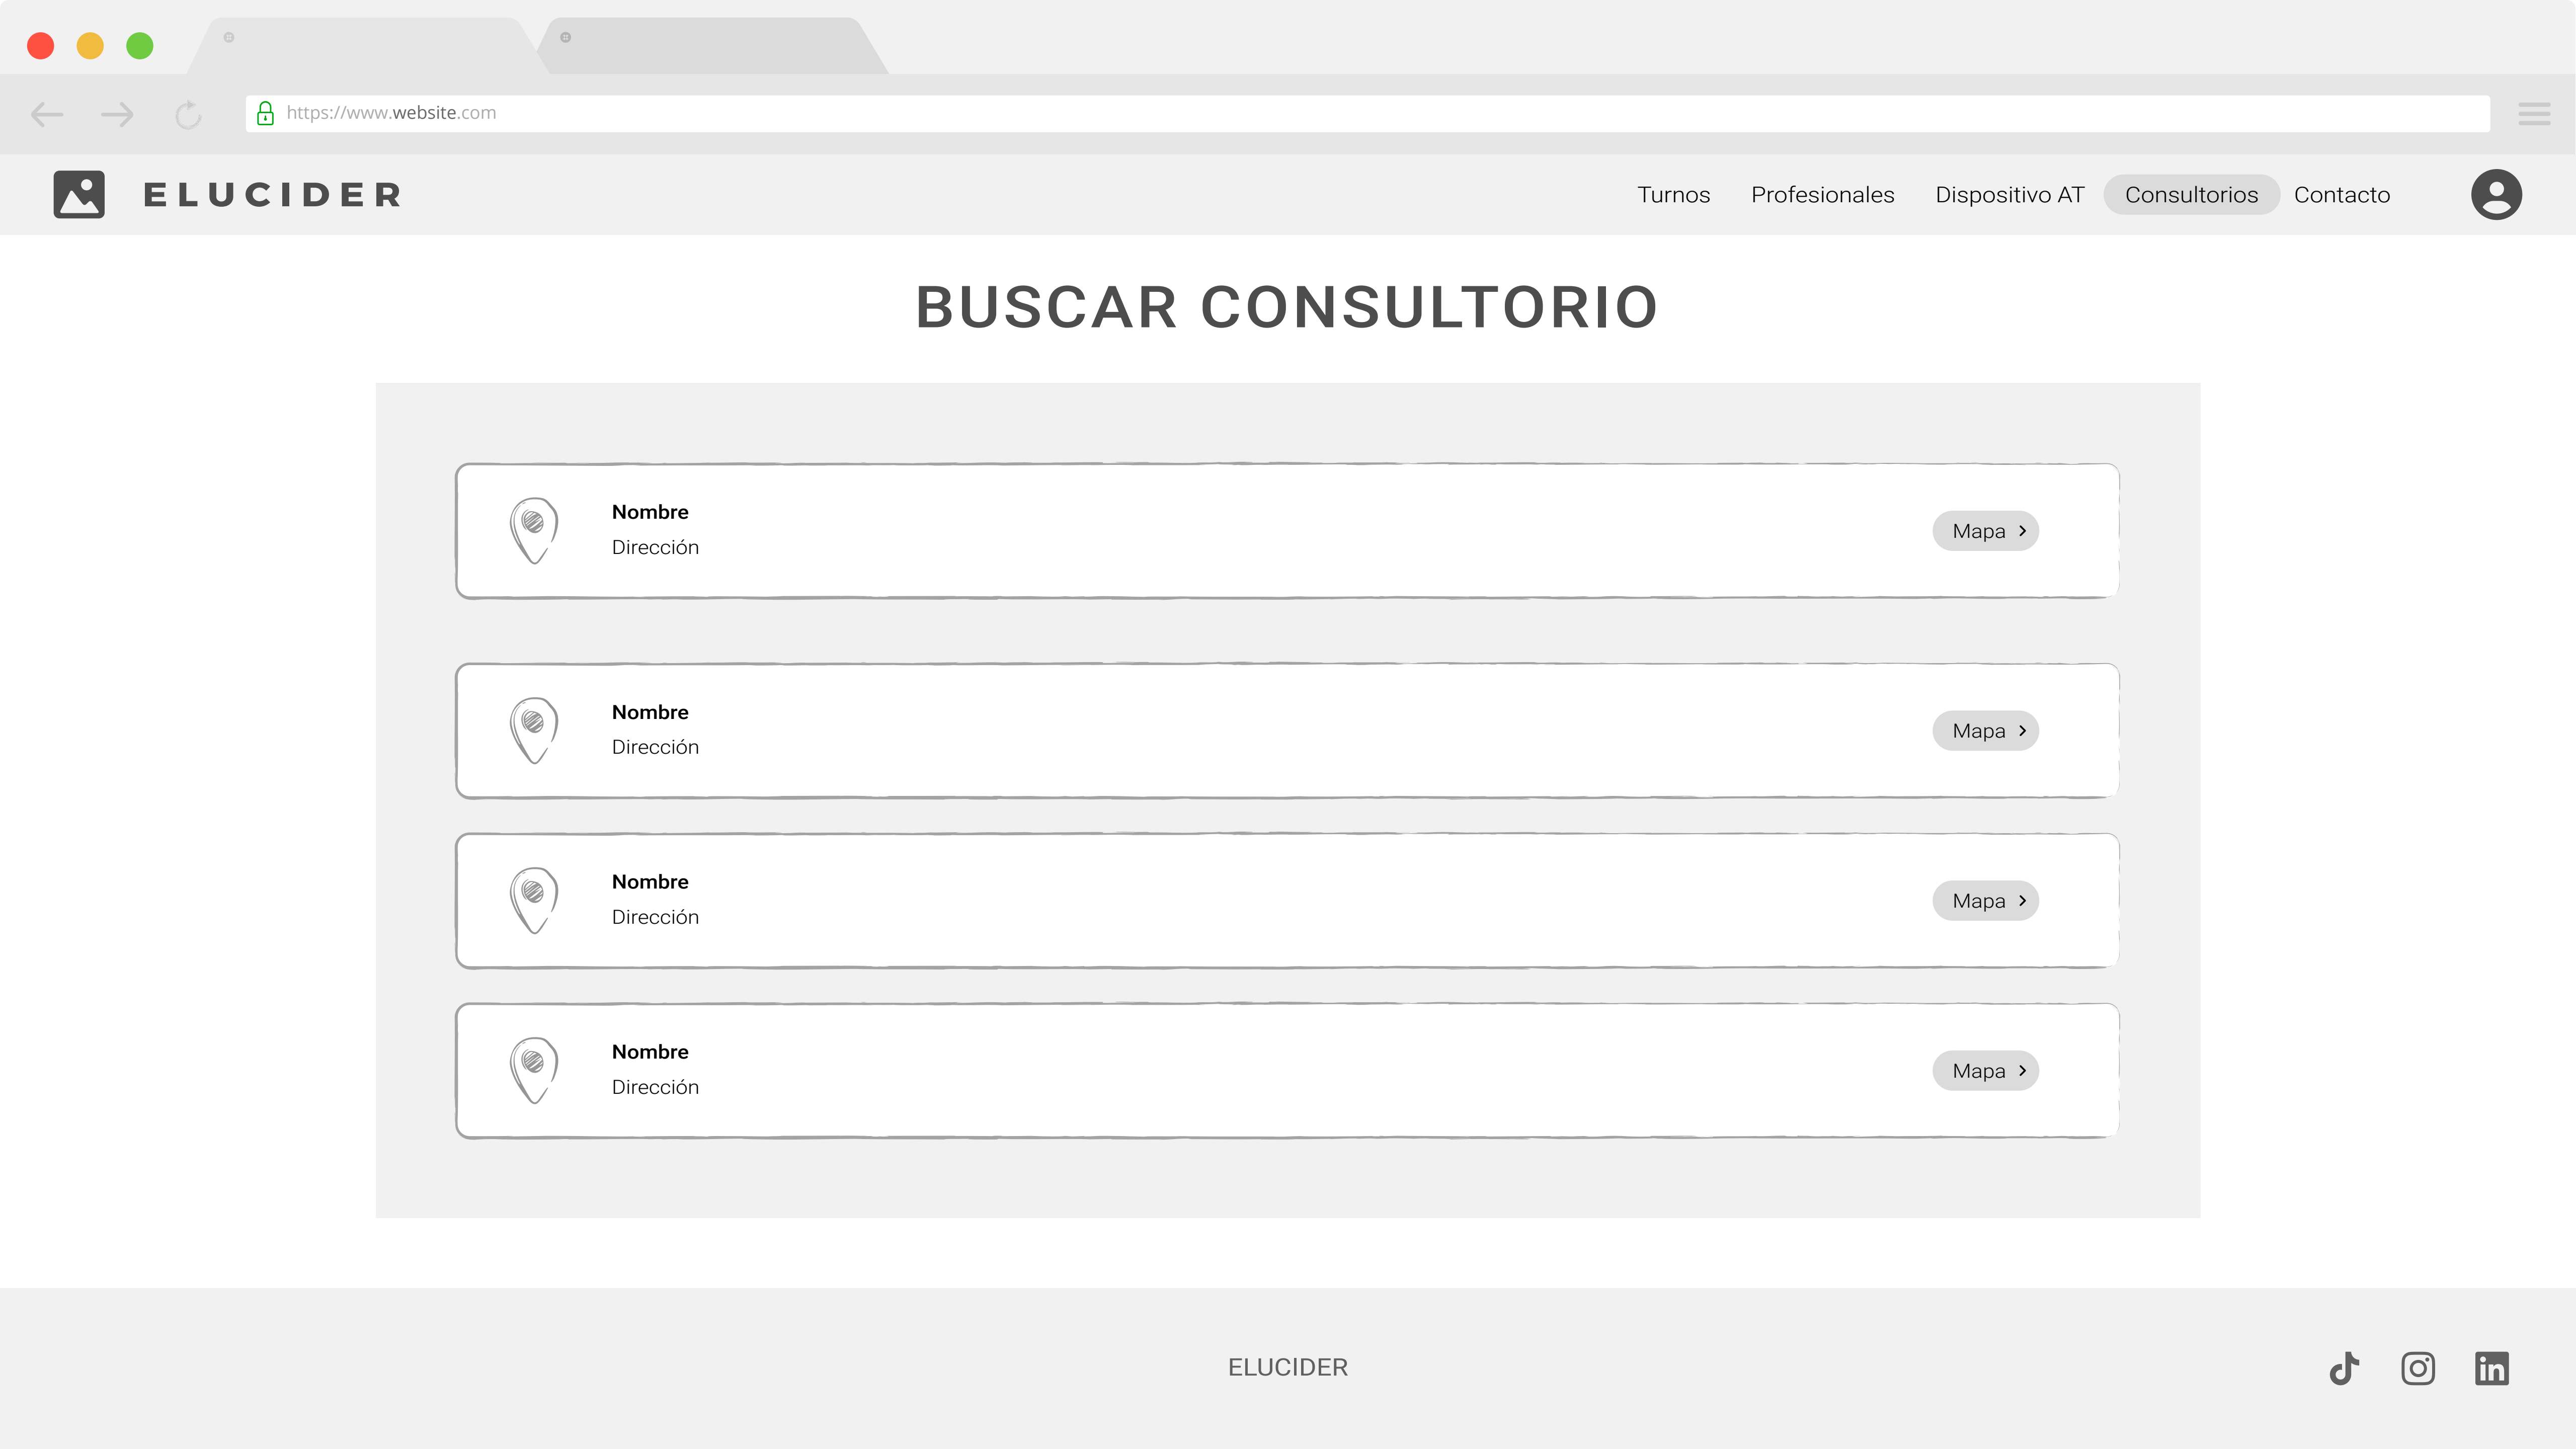 https://www.website.com
ELUCIDER
Turnos
Profesionales
Dispositivo AT
Consultorios
Contacto
BUSCAR CONSULTORIO
Nombre
Dirección
Mapa
Nombre
Dirección
Mapa
Nombre
Dirección
Mapa
Nombre
Dirección
Mapa
ELUCIDER
in